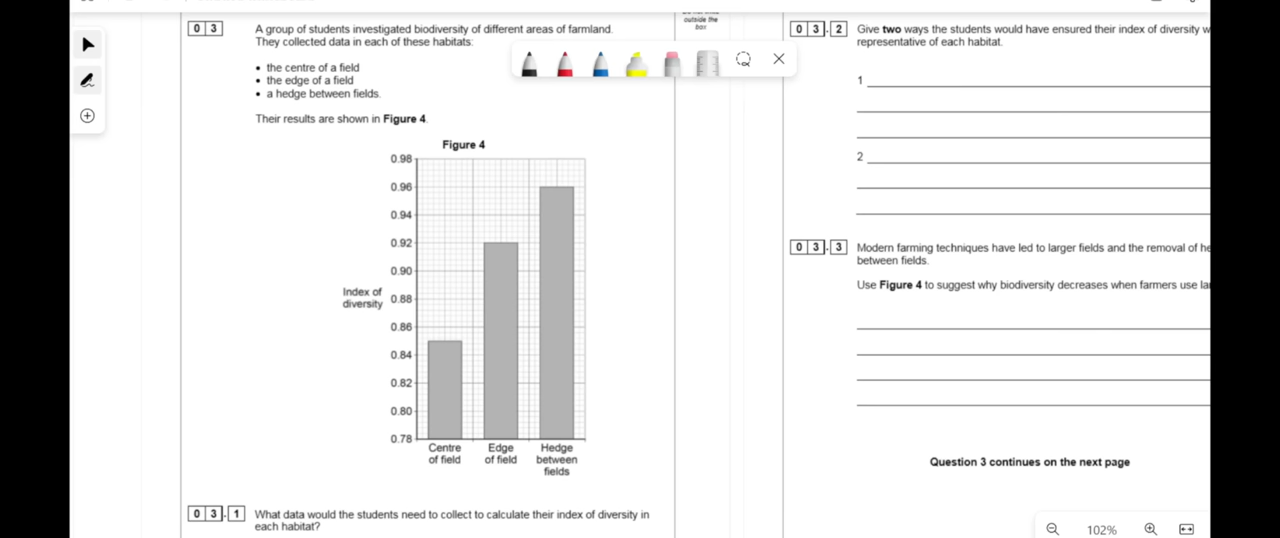 outside the
box
0 3
A group of students investigated biodiversity of different areas of farmland.
They collected data in each of these habitats:
• the centre of a field
• the edge of a field
• a hedge between fields.
Their results are shown in Figure 4.
Figure 4
0.98
0.96
0.94
0.92
0.90
0.88
0.86
0.84
0.82
0.80
0.78
Index of
diversity
Centre
of field
Edge
of field
Hedge
between
fields
0 3 . 1 What data would the students need to collect to calculate their index of diversity in
each habitat?
0 3 . 2 Give two ways the students would have ensured their index of diversity w
representative of each habitat.
1
2
0 3 . 3 Modern farming techniques have led to larger fields and the removal of he
between fields.
Use Figure 4 to suggest why biodiversity decreases when farmers use la
Question 3 continues on the next page
102%